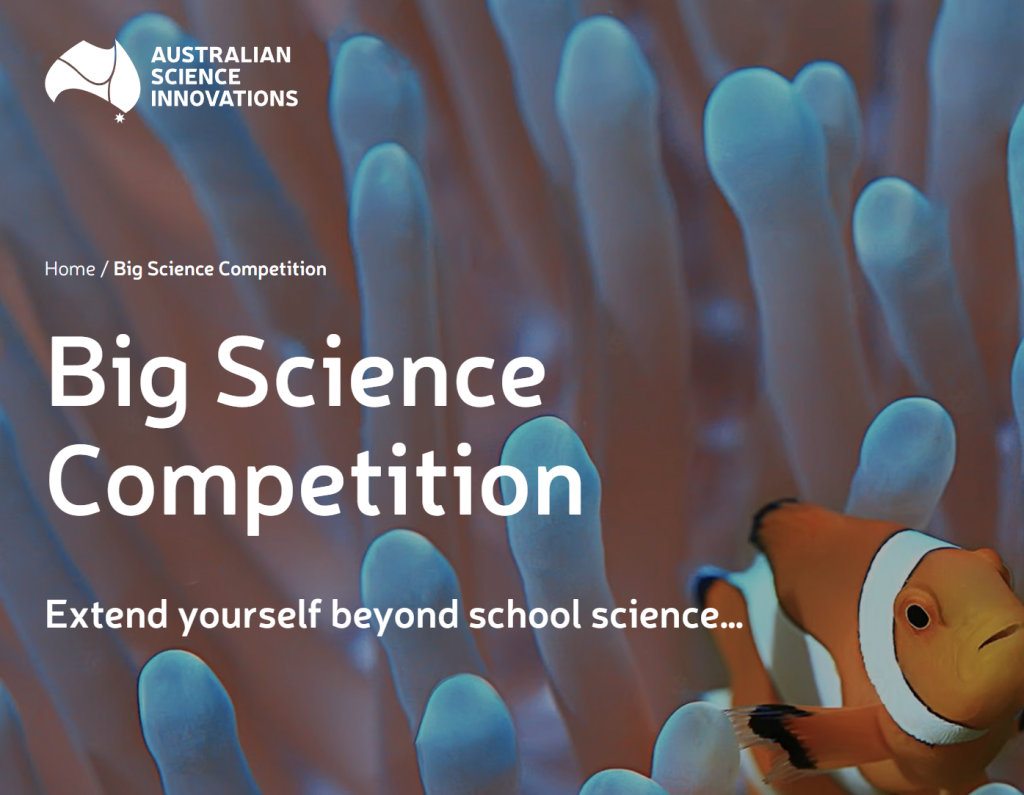 AUSTRALIAN
SCIENCE
INNOVATIONS
Home / Big Science Competition
Big Science
Competition
Extend yourself beyond school science...